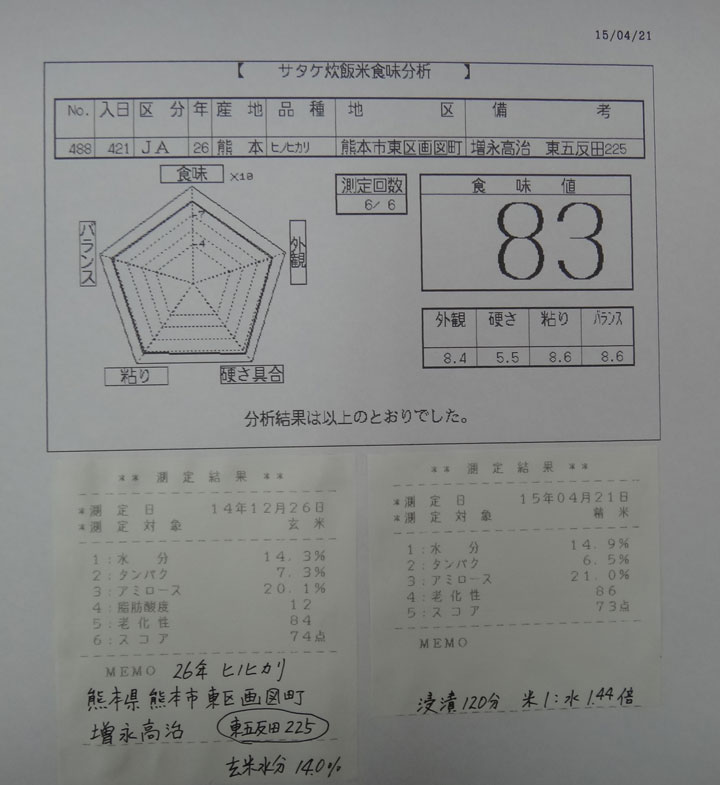 15/04/21
【 サタケ炊飯米食味分析 】
No. 入日 区分 年 産地 品種 地区 備考
488 421 JA 26 熊本 ヒノヒカリ 熊本市東区画図町 増永高治 東五反田225
食味 ×10
7
4
バランス
外観
粘り
硬さ具合
測定回数
6/ 6
食味値
83
外観 硬さ 粘り バランス
8.4 5.5 8.6 8.6
分析結果は以上のとおりでした。
** 測定結果 **
*測定日 14年12月26日
*測定対象 玄米
1:水分 14.3%
2:タンパク 7.3%
3:アミロース 20.1%
4:脂肪酸度 12
5:老化性 84
6:スコア 74点
MEMO 26年 ヒノヒカリ
熊本県 熊本市東区画図町
増永高治 東五反田225
玄米水分 14.0%
** 測定結果 **
*測定日 15年04月21日
*測定対象 精米
1:水分 14.9%
2:タンパク 6.5%
3:アミロース 21.0%
4:老化性 86
5:スコア 73点
MEMO
浸漬120分 米1:水1.44倍